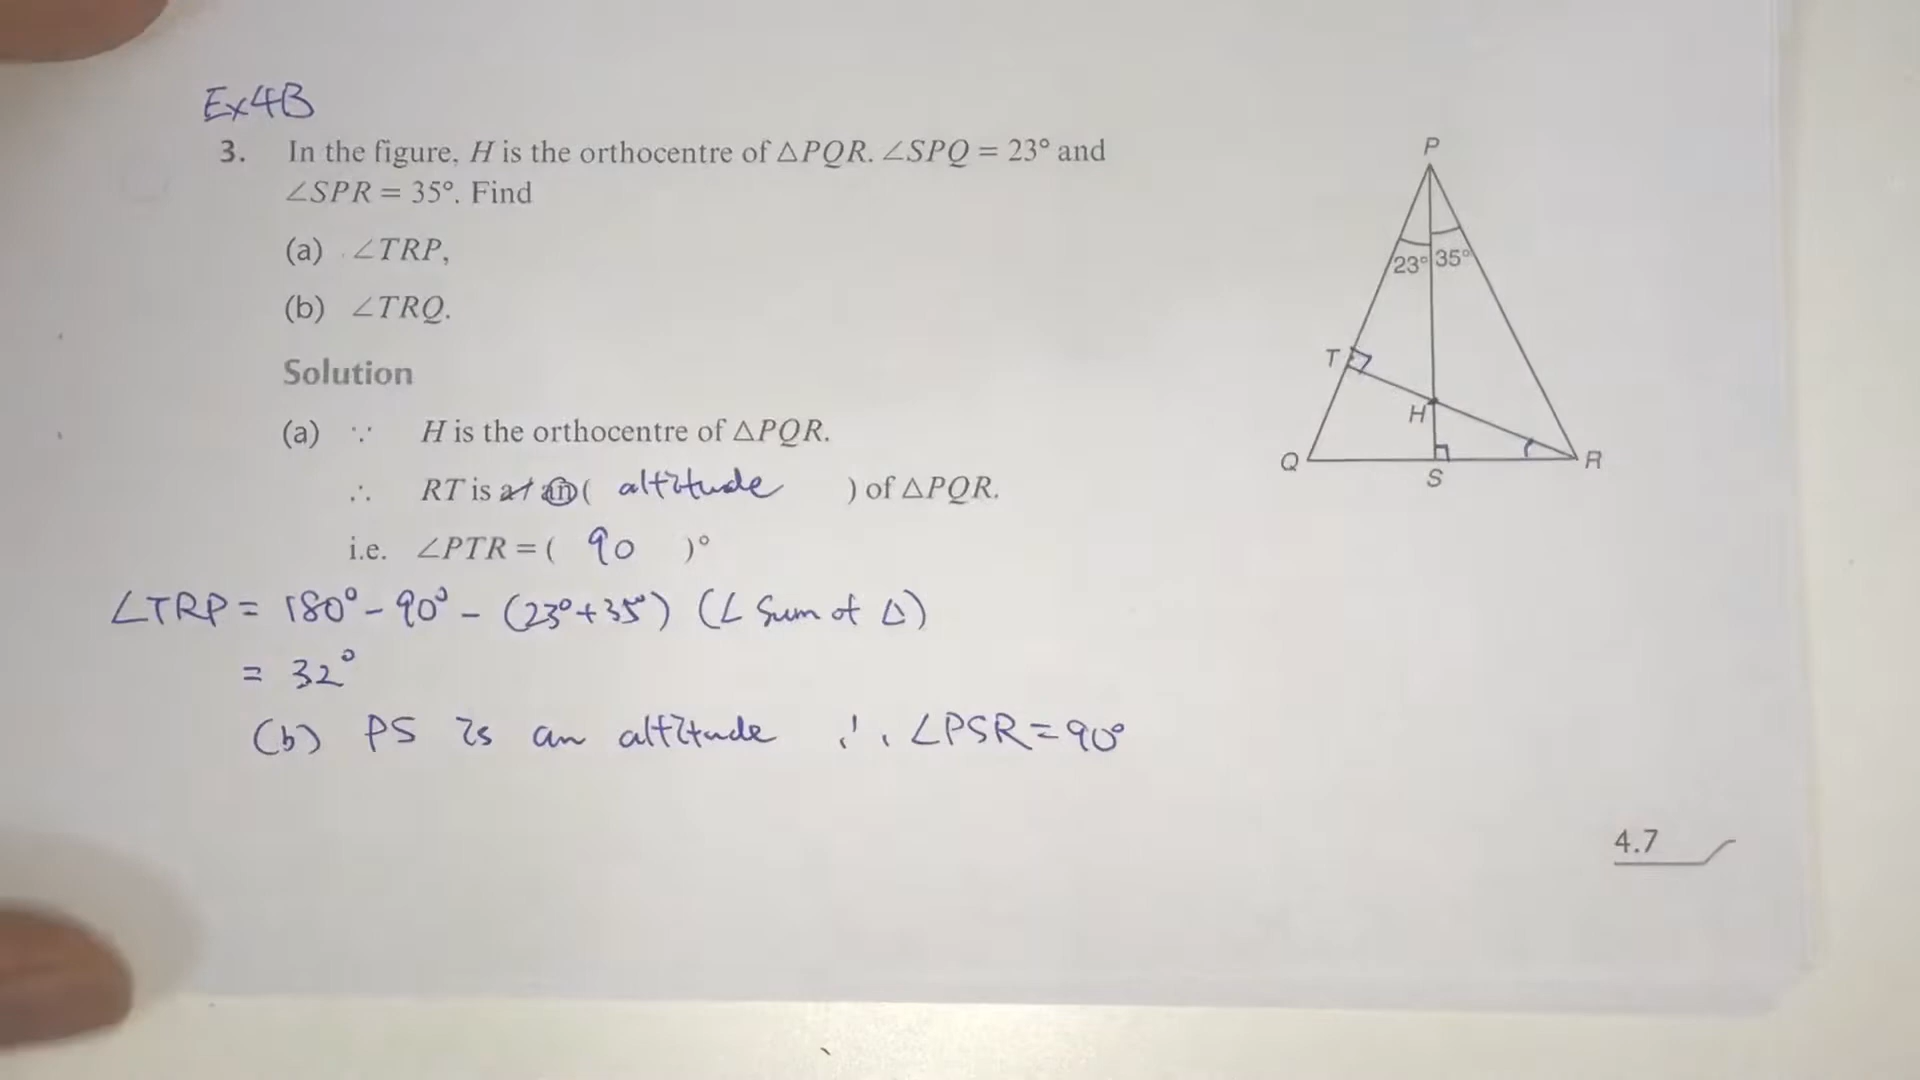 Ex4B
3. In the figure, H is the orthocentre of △PQR. ∠SPQ = 23° and
∠SPR = 35°. Find
(a) ∠TRP,
(b) ∠TRQ.
Solution
(a) ∵ H is the orthocentre of △PQR.
∴ RT is an ( altitude ) of △PQR.
i.e. ∠PTR = ( 90 )°
∠TRP = 180° - 90° - (23°+35°) (∠ sum of △)
= 32°
(b) PS is an altitude ∴ ∠PSR = 90°
P
23° 35°
T
H
Q
R
S
4.7